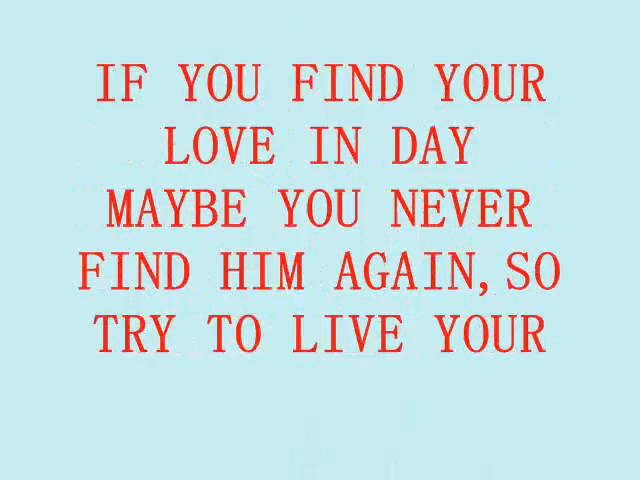 IF YOU FIND YOUR
LOVE IN DAY
MAYBE YOU NEVER
FIND HIM AGAIN,SO
TRY TO LIVE YOUR